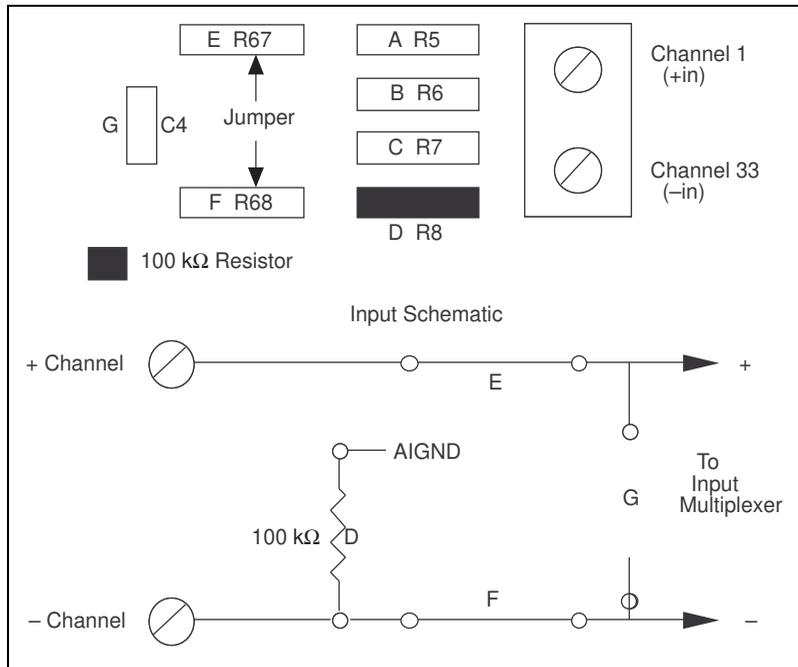 E R67
A R5
Channel 1
(+in)
B R6
G
C4
Jumper
C R7
Channel 33
(–in)
F R68
D R8
100 kΩ Resistor
Input Schematic
+ Channel
+
E
AIGND
To
Input
Multiplexer
G
100 kΩ
D
F
– Channel
–